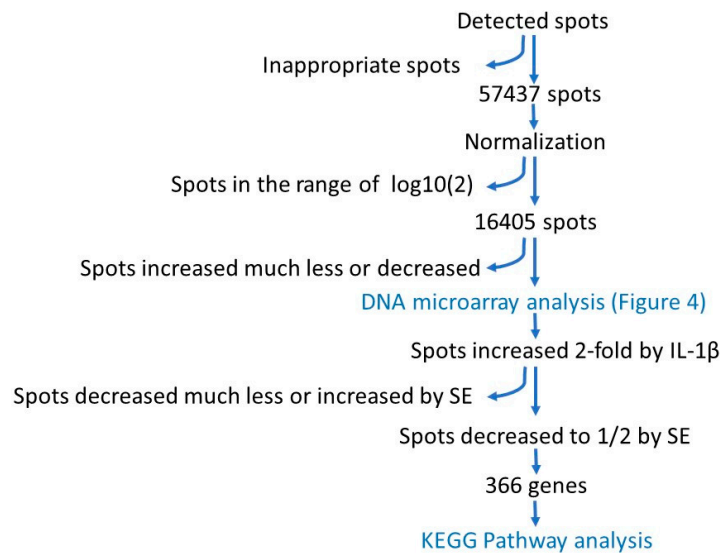 Detected spots
Inappropriate spots
57437 spots
Normalization
Spots in the range of log10(2)
16405 spots
Spots increased much less or decreased
DNA microarray analysis (Figure 4)
Spots increased 2-fold by IL-1β
Spots decreased much less or increased by SE
Spots decreased to 1/2 by SE
366 genes
KEGG Pathway analysis